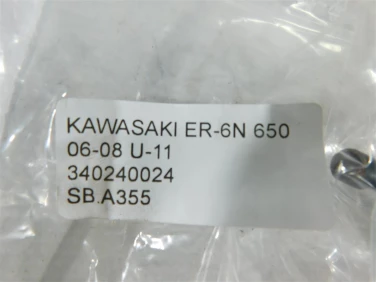 KAWASAKI ER-6N 650
06-08 U-11
340240024
SB.A355